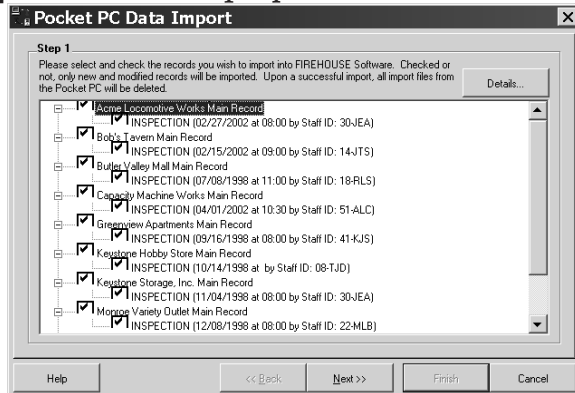 Pocket PC Data Import
Step 1
Please select and check the records you wish to import into FIREHOUSE Software. Checked or
not, only new and modified records will be imported. Upon a successful import, all import files from
the Pocket PC will be deleted.
Details...
Acme Locomotive Works Main Record
INSPECTION (02/27/2002 at 08:00 by Staff ID: 30-JEA)
Bob's Tavern Main Record
INSPECTION (02/15/2002 at 09:00 by Staff ID: 14-JTS)
Butler Valley Mall Main Record
INSPECTION (07/08/1998 at 11:00 by Staff ID: 18-RLS)
Capacity Machine Works Main Record
INSPECTION (04/01/2002 at 10:30 by Staff ID: 51-ALC)
Greenview Apartments Main Record
INSPECTION (09/16/1998 at 08:00 by Staff ID: 41-KJS)
Keystone Hobby Store Main Record
INSPECTION (10/14/1998 at by Staff ID: 08-TJD)
Keystone Storage, Inc. Main Record
INSPECTION (11/04/1998 at 08:00 by Staff ID: 30-JEA)
Monroe Variety Outlet Main Record
INSPECTION (12/08/1998 at 08:00 by Staff ID: 22-MLB)
Help << Back Next >> Finish Cancel